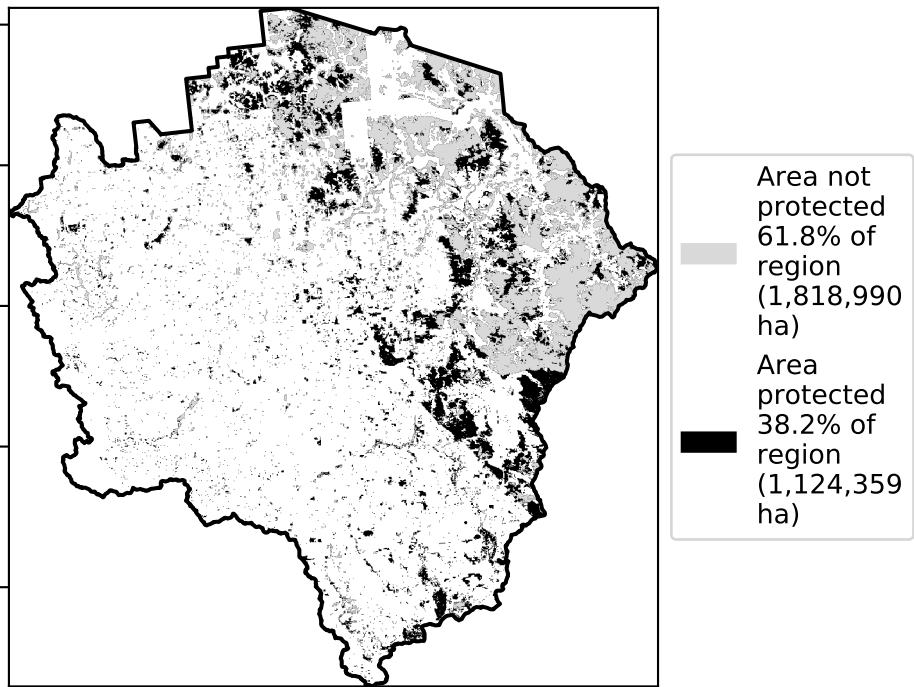 Area not
protected
61.8% of
region
(1,818,990
ha)
Area
protected
38.2% of
region
(1,124,359
ha)